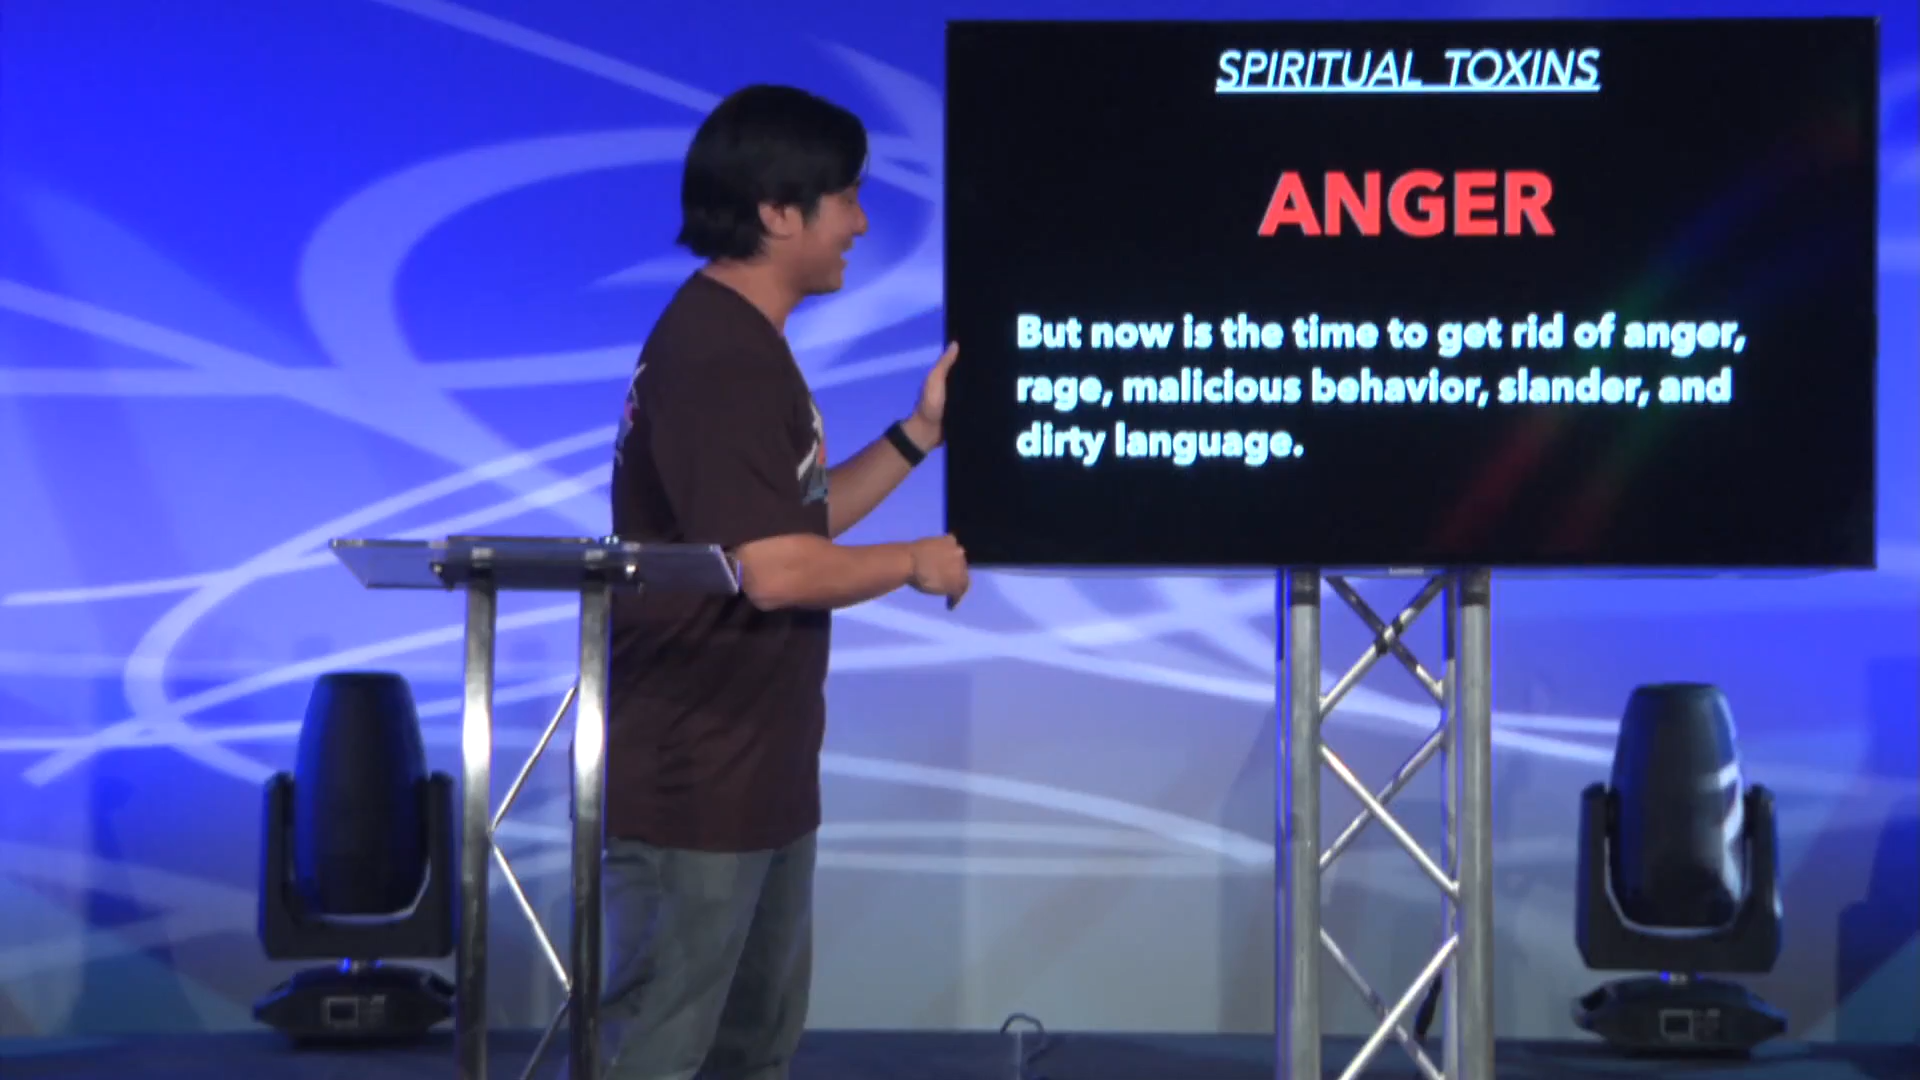 SPIRITUAL TOXINS
ANGER
But now is the time to get rid of anger,
rage, malicious behavior, slander, and
dirty language.